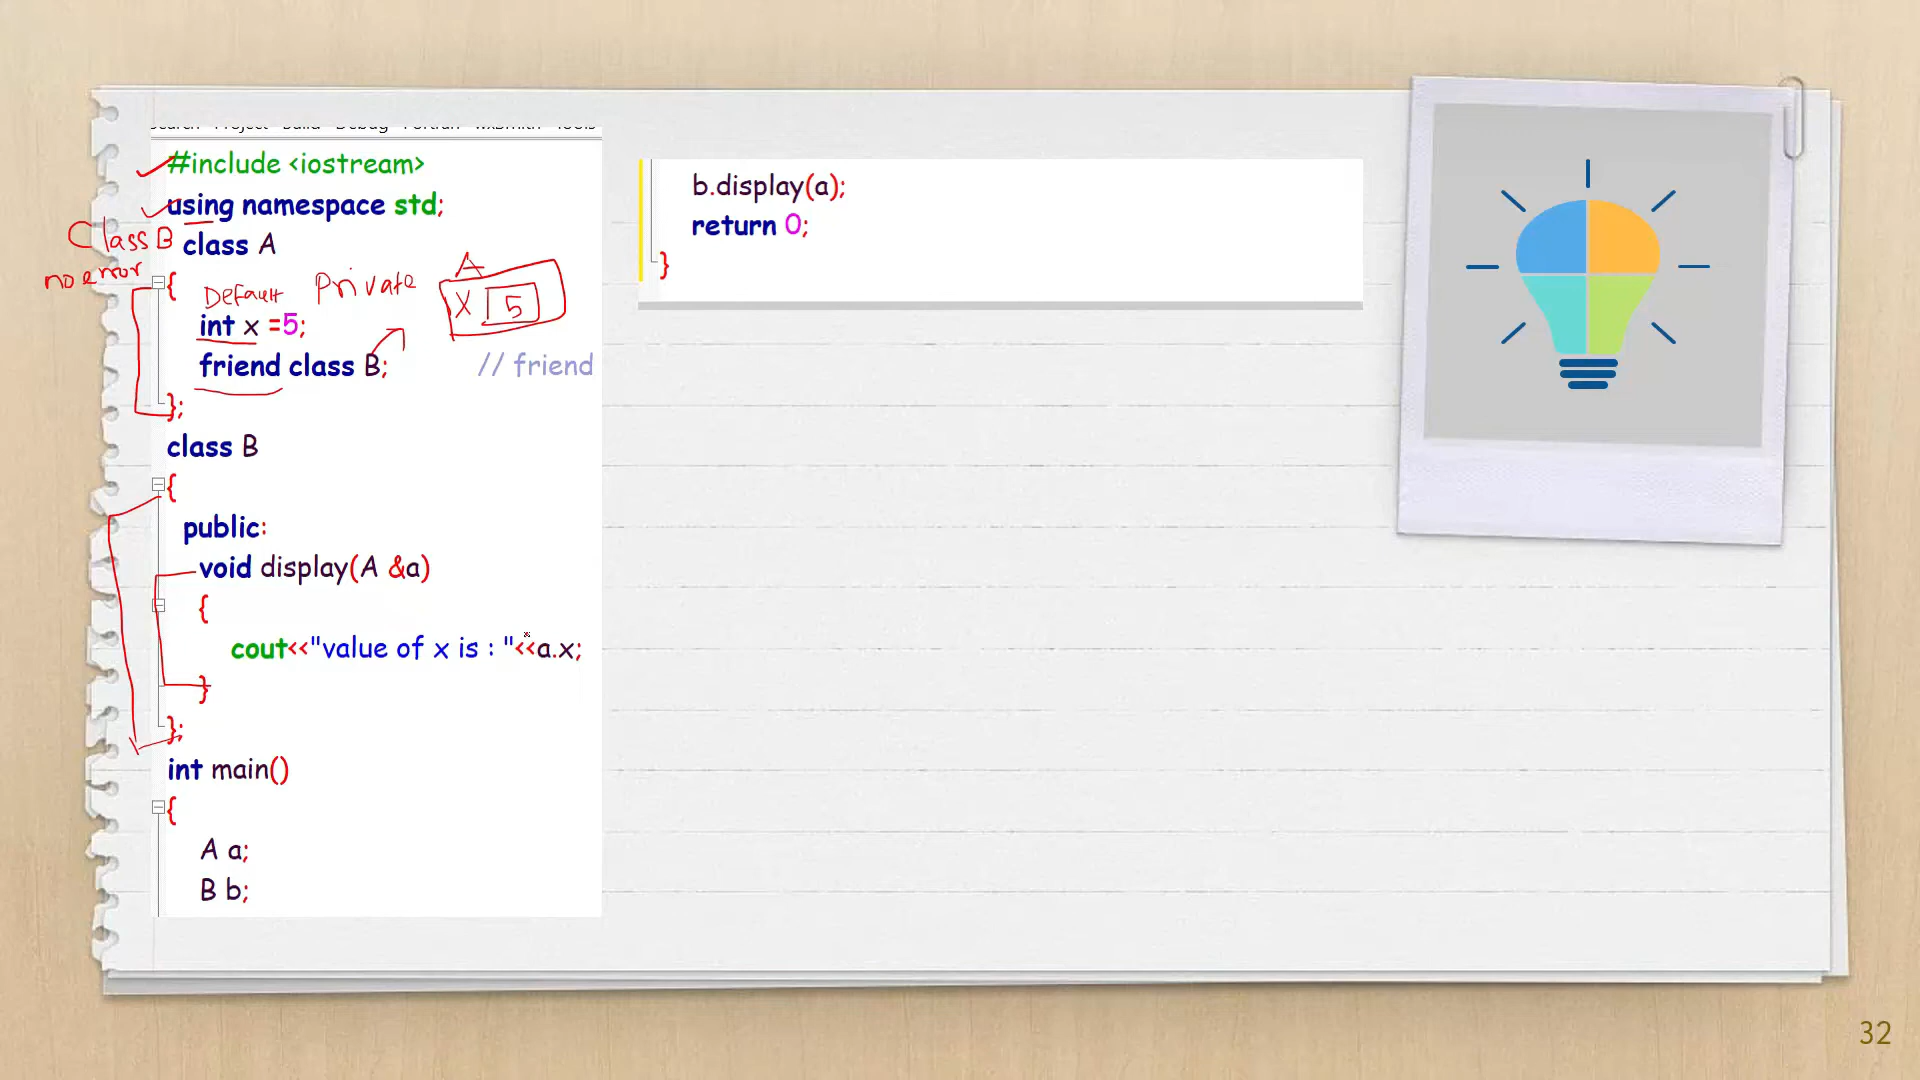 #include <iostream>
using namespace std;
Class B
class A
no error
{
Default Private A
X 5
int x =5;
friend class B; // friend
};
class B
{
public:
void display(A &a)
{
cout<<"value of x is : "<<a.x;
}
};
int main()
{
A a;
B b;
b.display(a);
return 0;
}
32